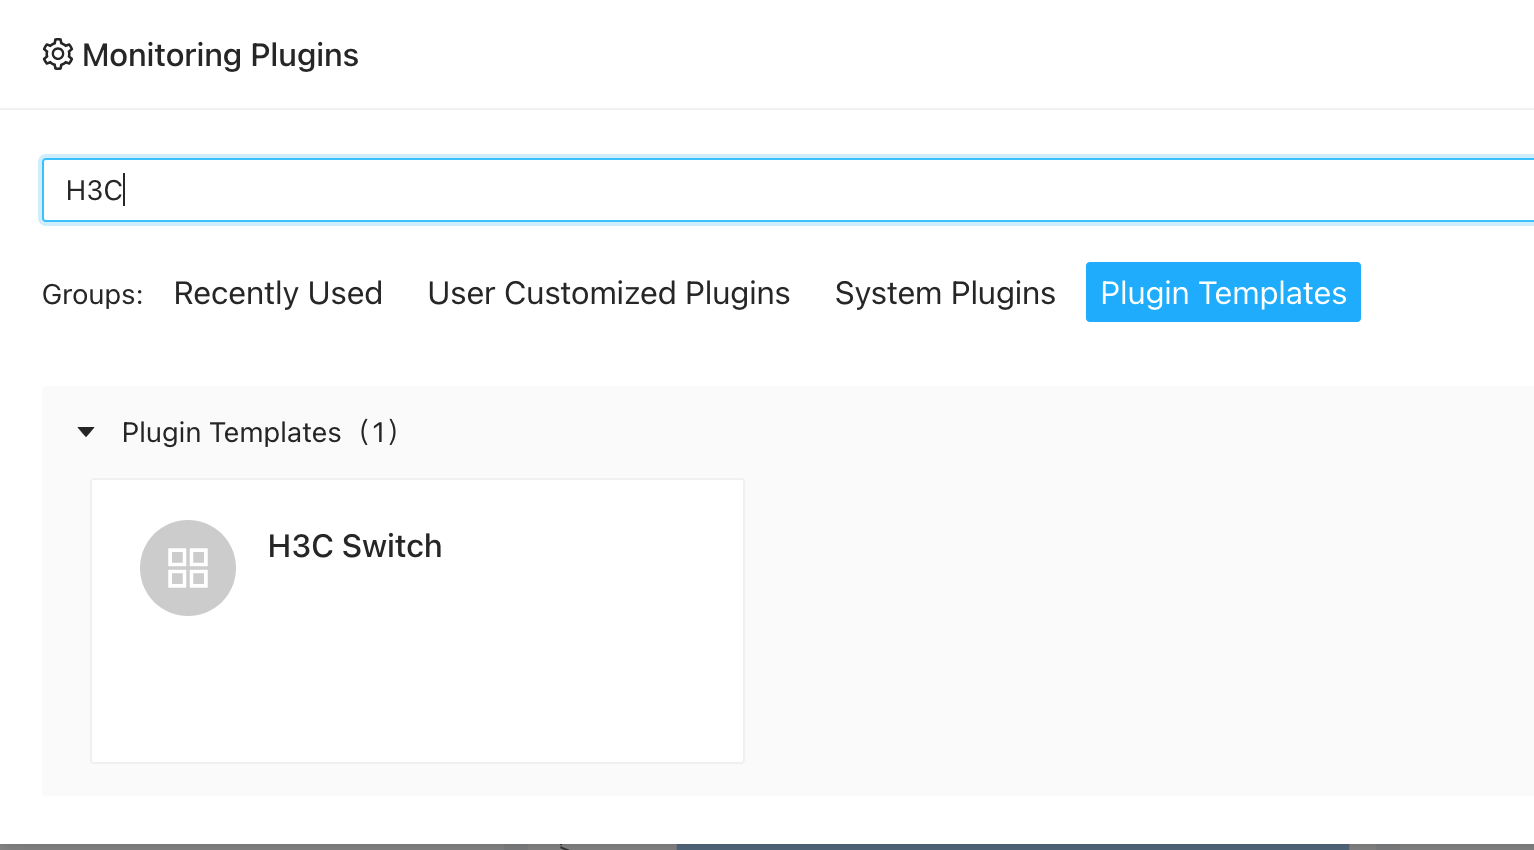 Monitoring Plugins
H3C
Groups: Recently Used User Customized Plugins System Plugins Plugin Templates
Plugin Templates (1)
H3C Switch